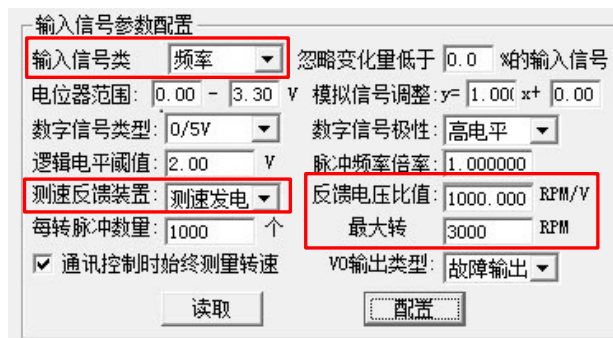 输入信号参数配置
输入信号类 频率 忽略变化量低于 0.0 %的输入信号
电位器范围: 0.00 - 3.30 V 模拟信号调整:y= 1.00( x+ 0.00
数字信号类型: 0/5V 数字信号极性: 高电平
逻辑电平阈值: 2.00 V 脉冲频率倍率: 1.000000
测速反馈装置: 测速发电 反馈电压比值: 1000.000 RPM/V
每转脉冲数量: 1000 个 最大转 3000 RPM
通讯控制时始终测量转速 VO输出类型: 故障输出
读取 配置